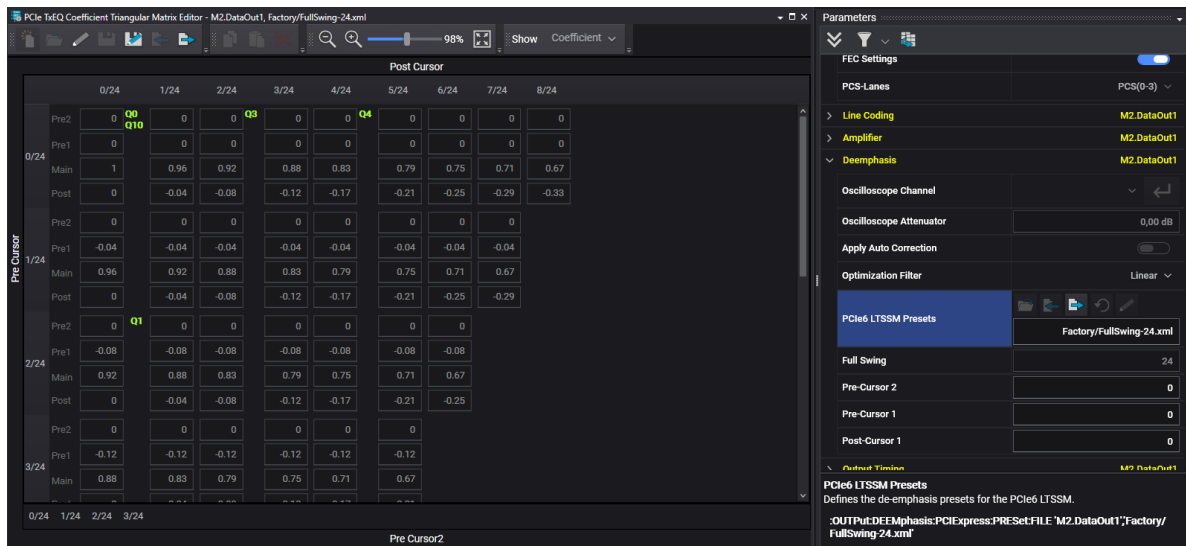 PCIe TxEQ Coefficient Triangular Matrix Editor - M2.DataOut1, Factory/FullSwing-24.xml
98% Show Coefficient
Post Cursor
0/24 1/24 2/24 3/24 4/24 5/24 6/24 7/24 8/24
Pre Cursor
0/24
Pre2 0 Q0 Q10 0 0 Q3 0 0 Q4 0 0 0 0
Pre1 0 0 0 0 0 0 0 0 0
Main 1 0.96 0.92 0.88 0.83 0.79 0.75 0.71 0.67
Post 0 -0.04 -0.08 -0.12 -0.17 -0.21 -0.25 -0.29 -0.33
1/24
Pre2 0 0 0 0 0 0 0 0
Pre1 -0.04 -0.04 -0.04 -0.04 -0.04 -0.04 -0.04 -0.04
Main 0.96 0.92 0.88 0.83 0.79 0.75 0.71 0.67
Post 0 -0.04 -0.08 -0.12 -0.17 -0.21 -0.25 -0.29
2/24
Pre2 0 Q1 0 0 0 0 0 0
Pre1 -0.08 -0.08 -0.08 -0.08 -0.08 -0.08 -0.08
Main 0.92 0.88 0.83 0.79 0.75 0.71 0.67
Post 0 -0.04 -0.08 -0.12 -0.17 -0.21 -0.25
3/24
Pre2 0 0 0 0 0 0
Pre1 -0.12 -0.12 -0.12 -0.12 -0.12 -0.12
Main 0.88 0.83 0.79 0.75 0.71 0.67
0/24 1/24 2/24 3/24
Pre Cursor2
Parameters
FEC Settings
PCS-Lanes PCS(0-3)
Line Coding M2.DataOut1
Amplifier M2.DataOut1
Deemphasis M2.DataOut1
Oscilloscope Channel
Oscilloscope Attenuator 0,00 dB
Apply Auto Correction
Optimization Filter Linear
PCIe6 LTSSM Presets
Factory/FullSwing-24.xml
Full Swing 24
Pre-Cursor 2 0
Pre-Cursor 1 0
Post-Cursor 1 0
Output Timing M2.DataOut1
PCIe6 LTSSM Presets
Defines the de-emphasis presets for the PCIe6 LTSSM.
:OUTPut:DEEMphasis:PCIExpress:PRESet:FILE 'M2.DataOut1','Factory/
FullSwing-24.xml'